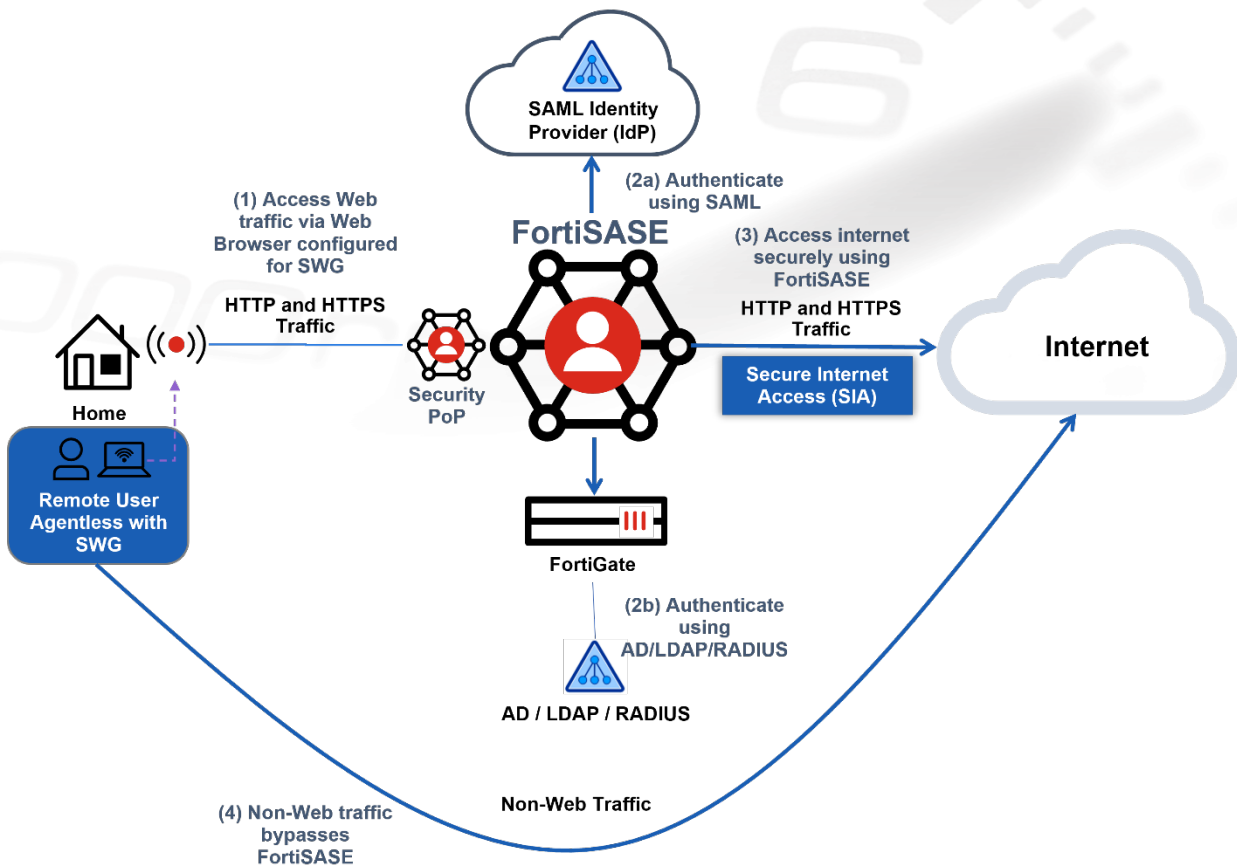 SAML Identity
Provider (IdP)
(1) Access Web
traffic via Web
Browser configured
for SWG
(2a) Authenticate
using SAML
FortiSASE
(3) Access internet
securely using
FortiSASE
HTTP and HTTPS
Traffic
HTTP and HTTPS
Traffic
Internet
Security
PoP
Secure Internet
Access (SIA)
Home
Remote User
Agentless with
SWG
FortiGate
(2b) Authenticate
using
AD/LDAP/RADIUS
AD / LDAP / RADIUS
Non-Web Traffic
(4) Non-Web traffic
bypasses
FortiSASE
6
000